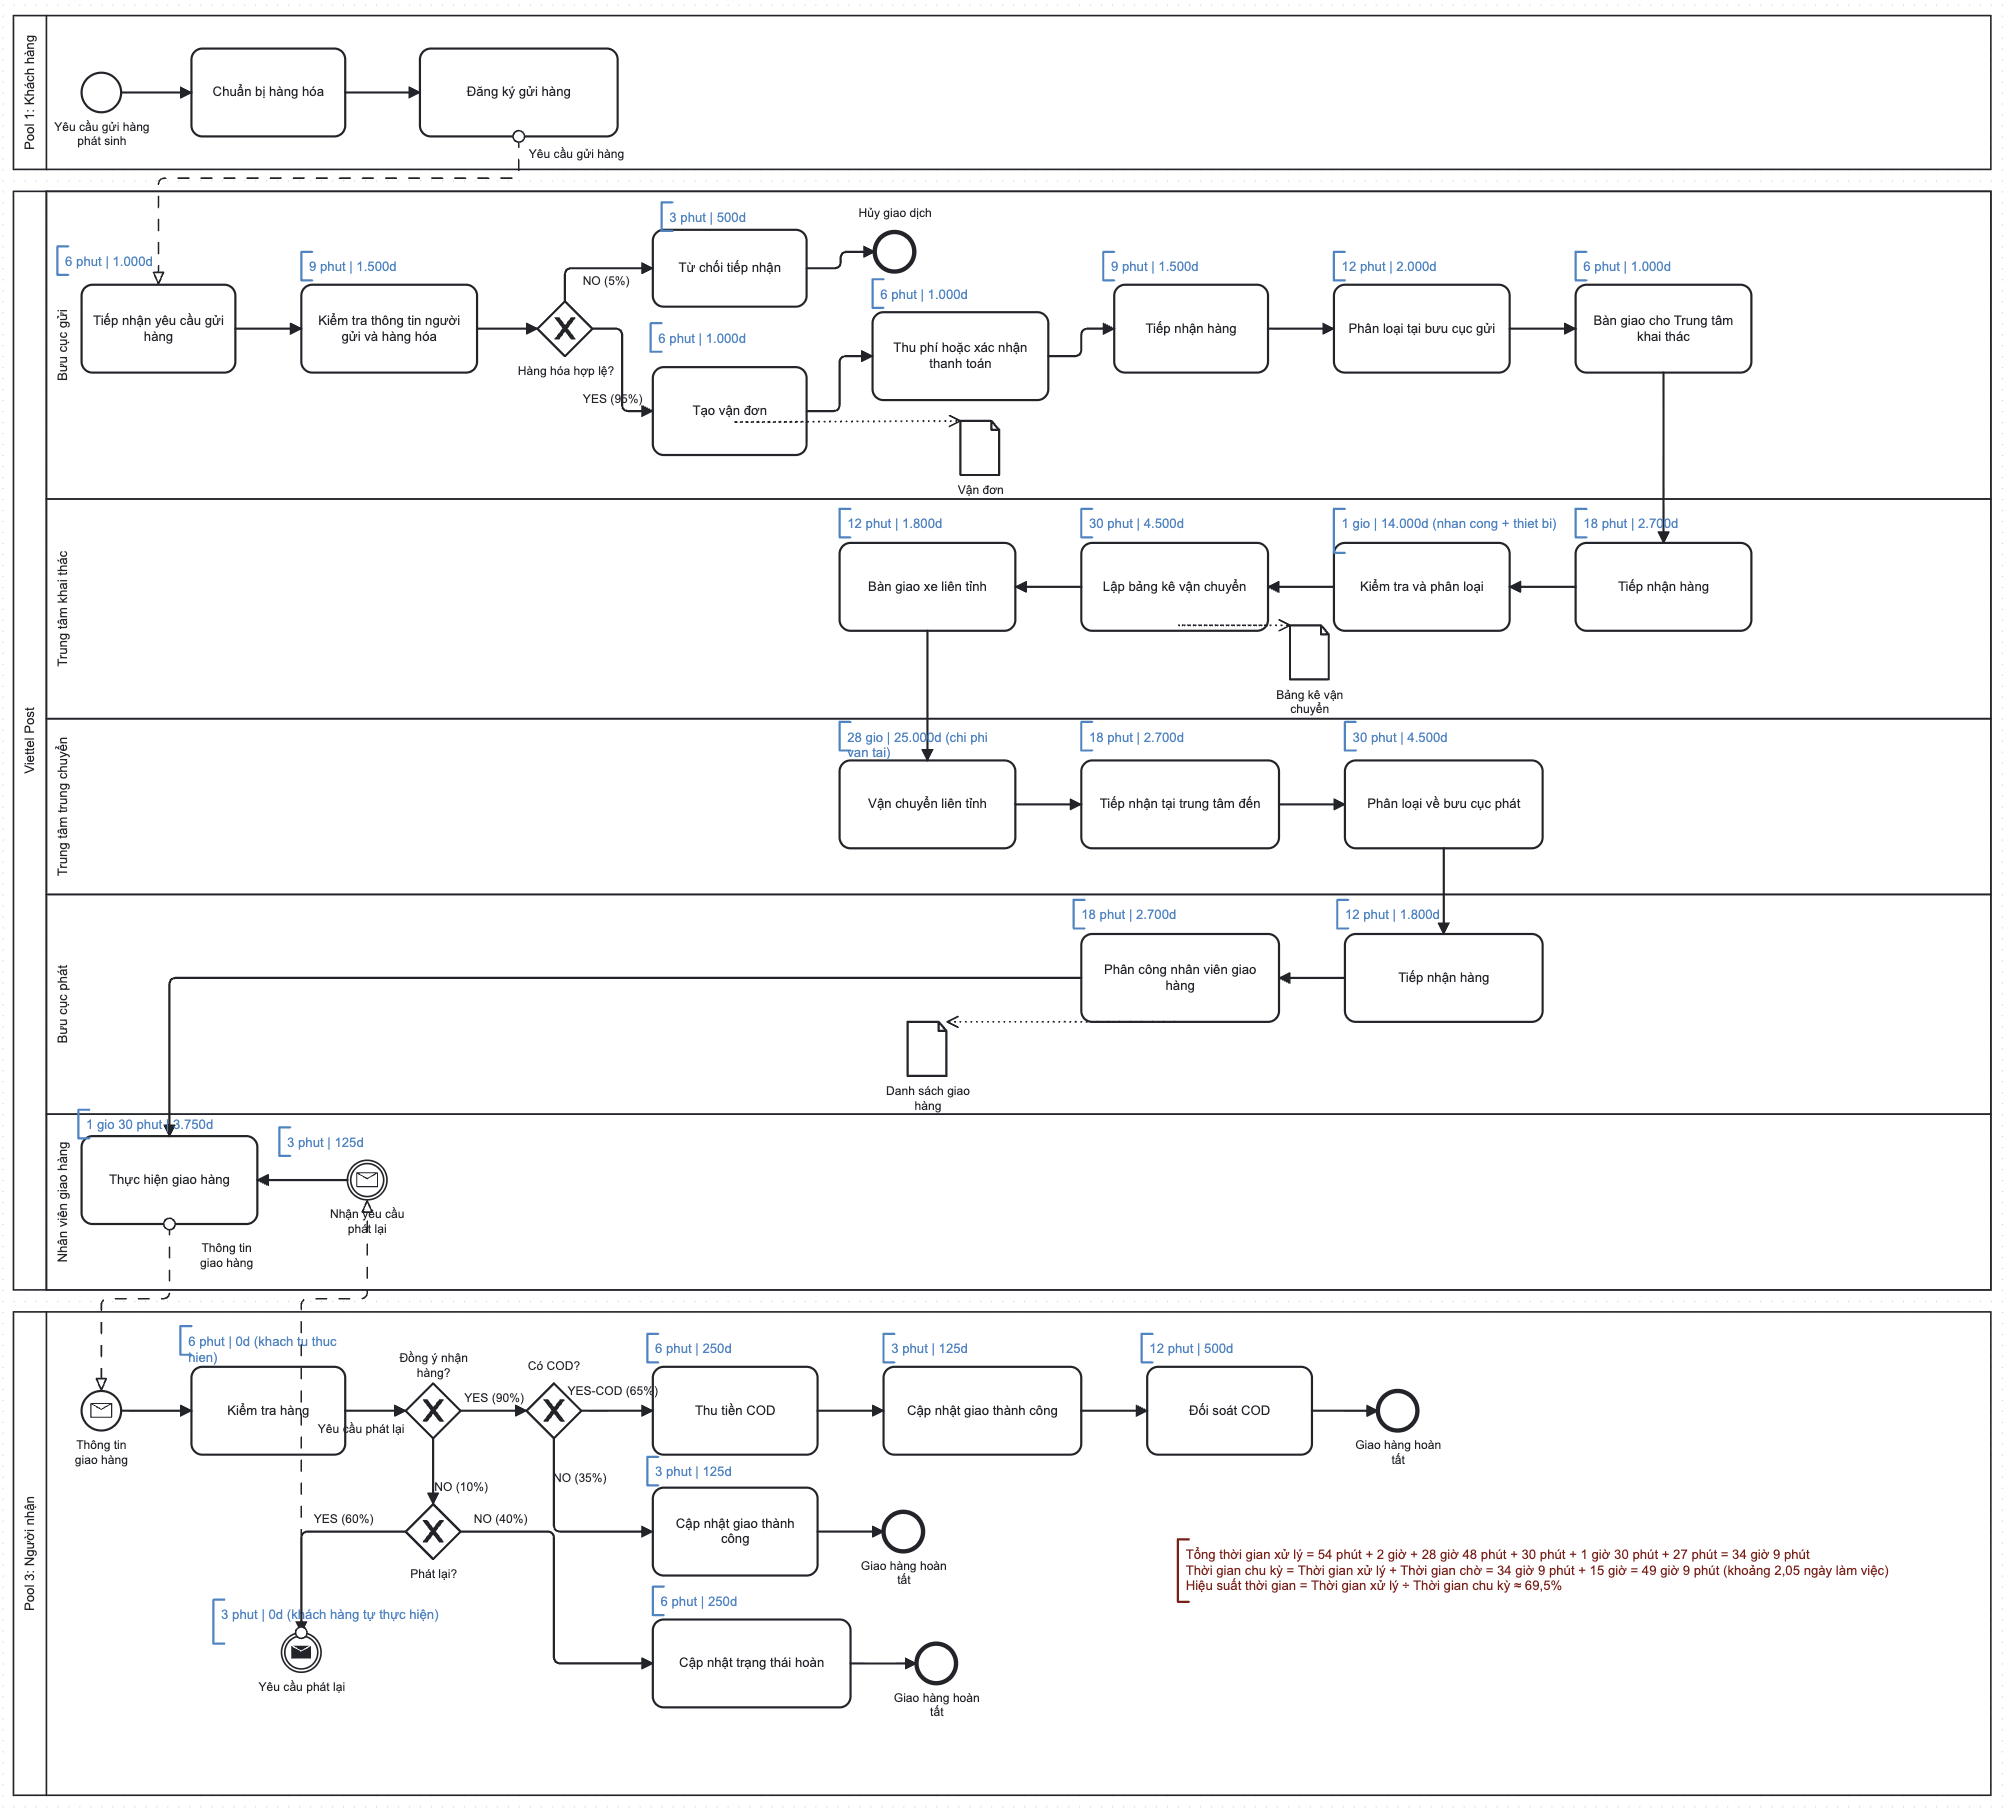 Pool 1: Khách hàng
Yêu cầu gửi hàng
phát sinh
Chuẩn bị hàng hóa
Đăng ký gửi hàng
Yêu cầu gửi hàng
Viettel Post
Bưu cục gửi
6 phut | 1.000d
Tiếp nhận yêu cầu gửi
hàng
9 phut | 1.500d
Kiểm tra thông tin người
gửi và hàng hóa
Hàng hóa hợp lệ?
NO (5%)
YES (95%)
3 phut | 500d
Từ chối tiếp nhận
Hủy giao dịch
6 phut | 1.000d
Tạo vận đơn
Vận đơn
6 phut | 1.000d
Thu phí hoặc xác nhận
thanh toán
9 phut | 1.500d
Tiếp nhận hàng
12 phut | 2.000d
Phân loại tại bưu cục gửi
6 phut | 1.000d
Bàn giao cho Trung tâm
khai thác
Trung tâm khai thác
12 phut | 1.800d
Bàn giao xe liên tỉnh
30 phut | 4.500d
Lập bảng kê vận chuyển
Bảng kê vận
chuyển
1 gio | 14.000d (nhan cong + thiet bi)
Kiểm tra và phân loại
18 phut | 2.700d
Tiếp nhận hàng
Trung tâm trung chuyển
28 gio | 25.000d (chi phi
van tai)
Vận chuyển liên tỉnh
18 phut | 2.700d
Tiếp nhận tại trung tâm đến
30 phut | 4.500d
Phân loại về bưu cục phát
Bưu cục phát
18 phut | 2.700d
Phân công nhân viên giao
hàng
Danh sách giao
hàng
12 phut | 1.800d
Tiếp nhận hàng
Nhân viên giao hàng
1 gio 30 phut | 3.750d
Thực hiện giao hàng
Thông tin
giao hàng
3 phut | 125d
Nhận yêu cầu
phát lại
Pool 3: Người nhận
Thông tin
giao hàng
6 phut | 0d (khach tu thuc
hien)
Kiểm tra hàng
Yêu cầu phát lại
Đồng ý nhận
hàng?
YES (90%)
NO (10%)
Có COD?
YES-COD (65%)
NO (35%)
6 phut | 250d
Thu tiền COD
3 phut | 125d
Cập nhật giao thành công
12 phut | 500d
Đối soát COD
Giao hàng hoàn
tất
3 phut | 125d
Cập nhật giao thành
công
Giao hàng hoàn
tất
YES (60%)
NO (40%)
Phát lại?
3 phut | 0d (khách hàng tự thực hiện)
Yêu cầu phát lại
6 phut | 250d
Cập nhật trạng thái hoàn
Giao hàng hoàn
tất
Tổng thời gian xử lý = 54 phút + 2 giờ + 28 giờ 48 phút + 30 phút + 1 giờ 30 phút + 27 phút = 34 giờ 9 phút
Thời gian chu kỳ = Thời gian xử lý + Thời gian chờ = 34 giờ 9 phút + 15 giờ = 49 giờ 9 phút (khoảng 2,05 ngày làm việc)
Hiệu suất thời gian = Thời gian xử lý ÷ Thời gian chu kỳ ≈ 69,5%